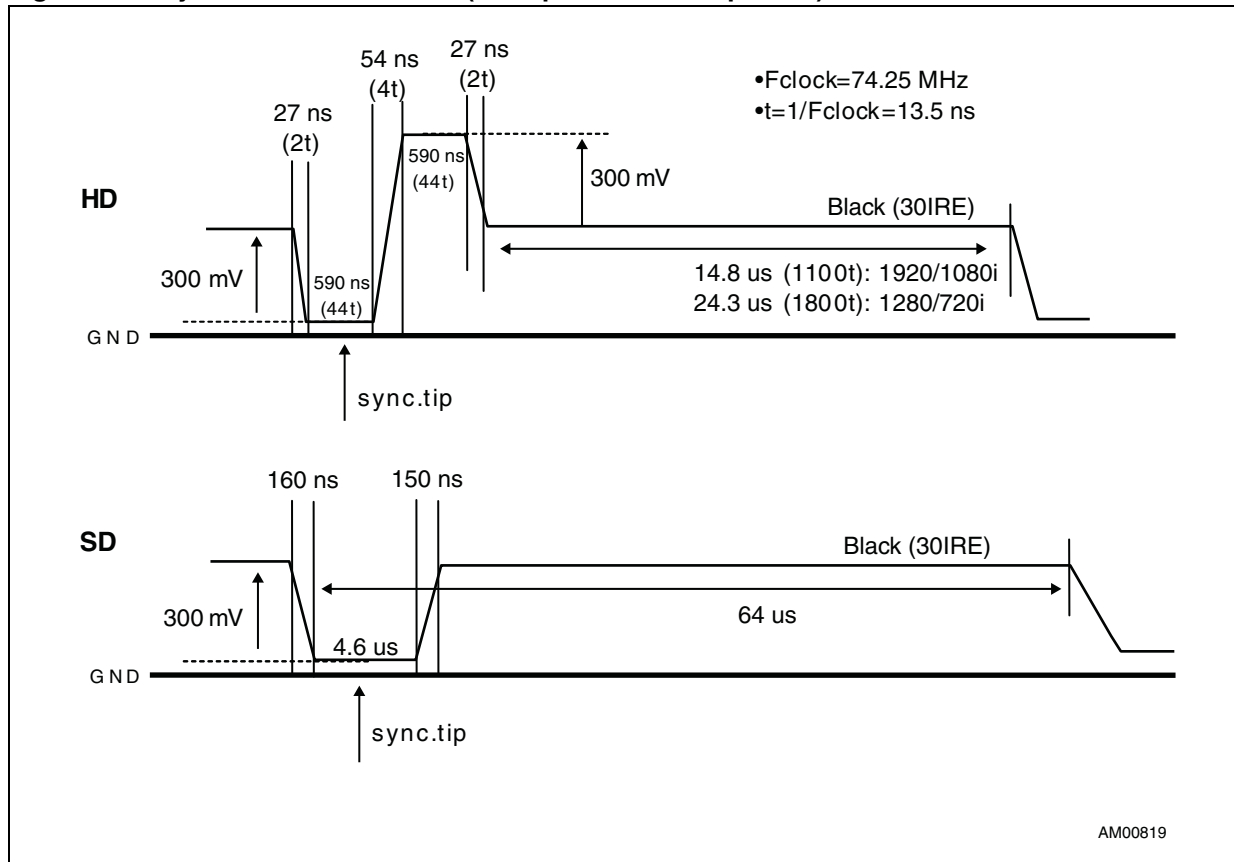 54 ns
(4t)
27 ns
(2t)
27 ns
(2t)
•Fclock=74.25 MHz
•t=1/Fclock=13.5 ns
590 ns
(44t)
300 mV
HD
Black (30IRE)
300 mV
590 ns
(44t)
14.8 us (1100t): 1920/1080i
24.3 us (1800t): 1280/720i
GND
sync.tip
160 ns
150 ns
SD
Black (30IRE)
300 mV
4.6 us
64 us
GND
sync.tip
AM00819